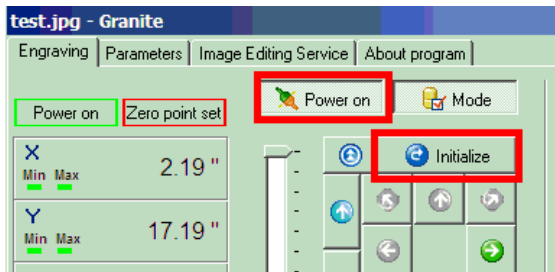 test.jpg - Granite
Engraving Parameters Image Editing Service About program
Power on Zero point set Power on Mode
X 2.19 "
Min Max
Initialize
Y 17.19 "
Min Max